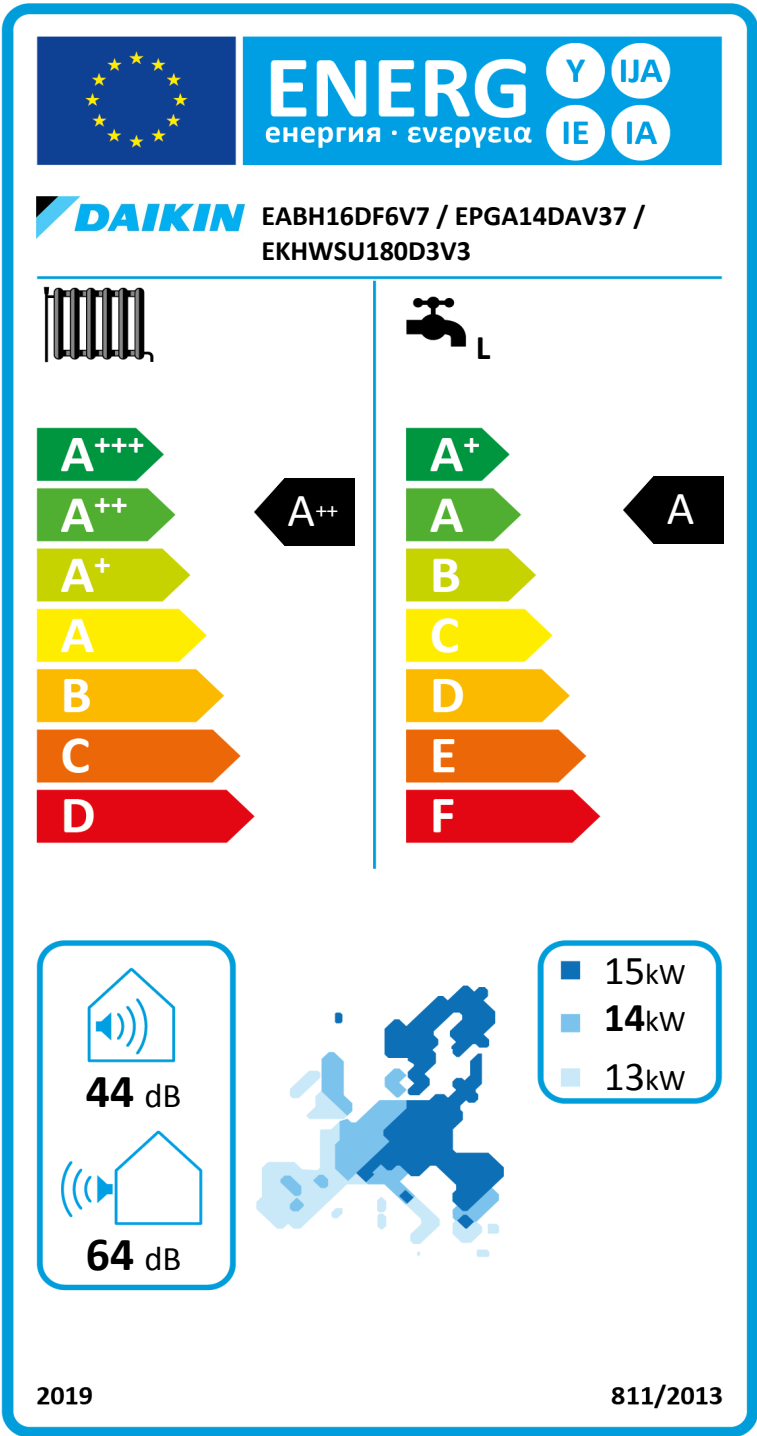 ENERG
енергия · ενεργεια
Y IJA
IE IA
DAIKIN
EABH16DF6V7 / EPGA14DAV37 /
EKHWSU180D3V3
L
A+++
A++
A+
A
B
C
D
A++
A+
A
B
C
D
E
F
A
44 dB
64 dB
15kW
14kW
13kW
2019
811/2013